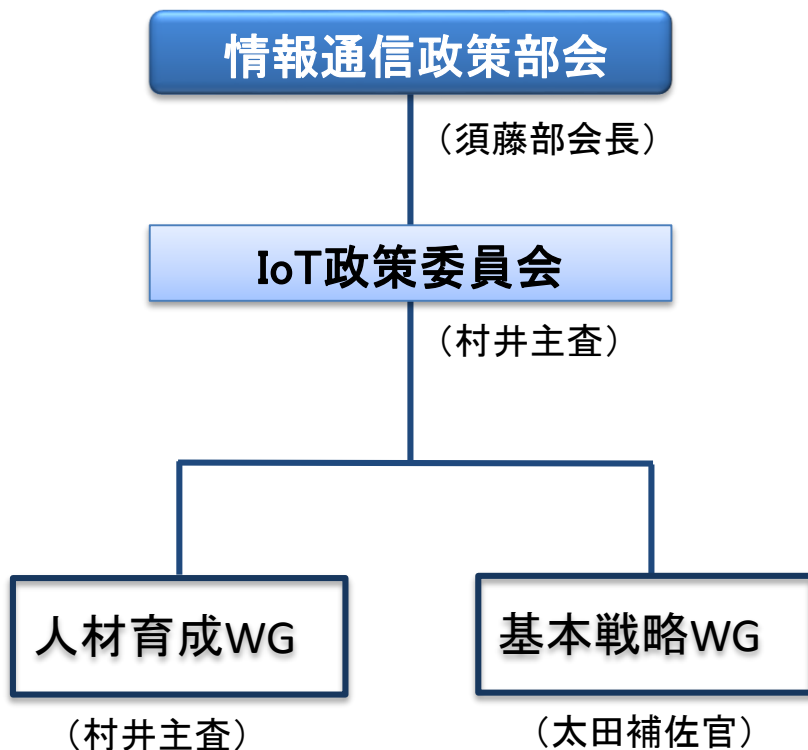 情報通信政策部会
（須藤部会長）
IoT政策委員会
（村井主査）
人材育成WG
基本戦略WG
（村井主査）
（太田補佐官）